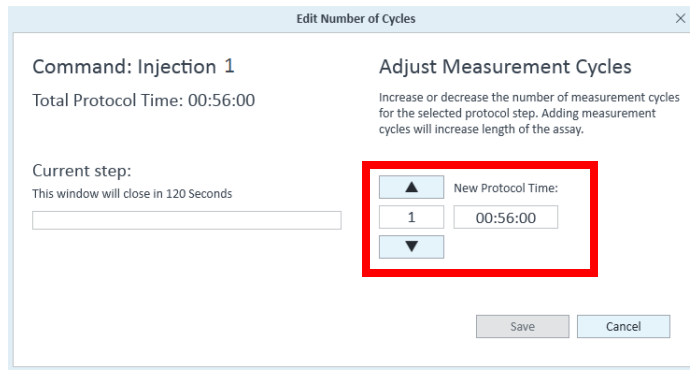 Edit Number of Cycles
Command: Injection 1
Total Protocol Time: 00:56:00
Current step:
This window will close in 120 Seconds
Adjust Measurement Cycles
Increase or decrease the number of measurement cycles
for the selected protocol step. Adding measurement
cycles will increase length of the assay.
New Protocol Time:
1
00:56:00
Save
Cancel